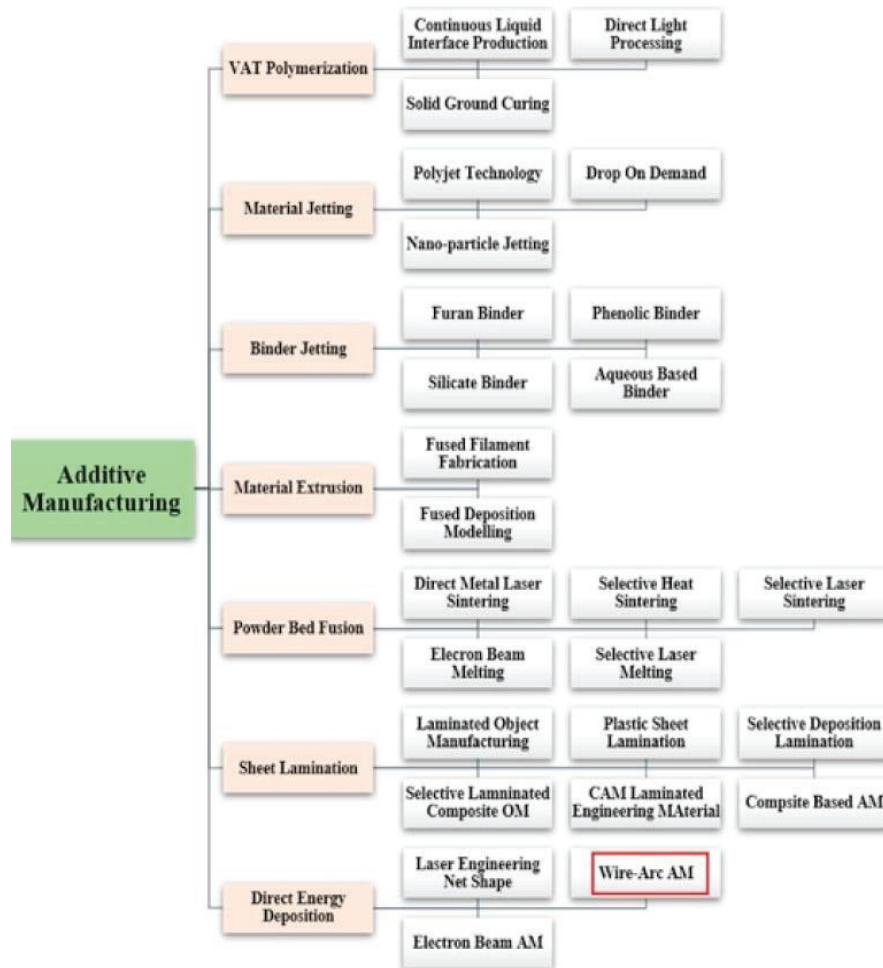 Continuous Liquid
Interface Production
Direct Light
Processing
VAT Polymerization
Solid Ground Curing
Polyjet Technology
Drop On Demand
Material Jetting
Nano-particle Jetting
Furan Binder
Phenolic Binder
Binder Jetting
Silicate Binder
Aqueous Based
Binder
Additive
Manufacturing
Fused Filament
Fabrication
Material Extrusion
Fused Deposition
Modelling
Direct Metal Laser
Sintering
Selective Heat
Sintering
Selective Laser
Sintering
Powder Bed Fusion
Elecron Beam
Melting
Selective Laser
Melting
Laminated Object
Manufacturing
Plastic Sheet
Lamination
Selective Deposition
Lamination
Sheet Lamination
Selective Lamninated
Composite OM
CAM Laminated
Engineering MAterial
Compsite Based AM
Laser Engineering
Net Shape
Wire-Arc AM
Direct Energy
Deposition
Electron Beam AM